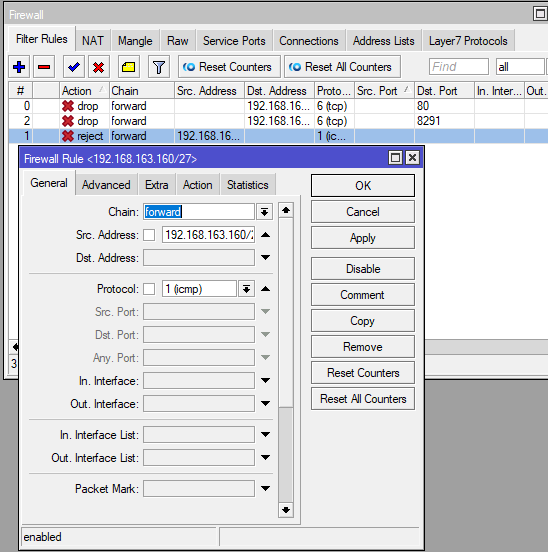 Firewall
Filter Rules NAT Mangle Raw Service Ports Connections Address Lists Layer7 Protocols
Reset Counters Reset All Counters Find all
# Action Chain Src. Address Dst. Address Proto... Src. Port Dst. Port In. Inter... Out.
0 drop forward 192.168.16... 6 (tcp) 80
2 drop forward 192.168.16... 6 (tcp) 8291
1 reject forward 192.168.16... 1 (ic...
Firewall Rule <192.168.163.160/27>
General Advanced Extra Action Statistics
OK
Chain: forward
Cancel
Src. Address: 192.168.163.160/2
Apply
Dst. Address:
Disable
Protocol: 1 (icmp)
Comment
Src. Port:
Copy
Dst. Port:
Remove
Any. Port:
In. Interface:
Reset Counters
Out. Interface:
Reset All Counters
In. Interface List:
Out. Interface List:
Packet Mark:
enabled
3